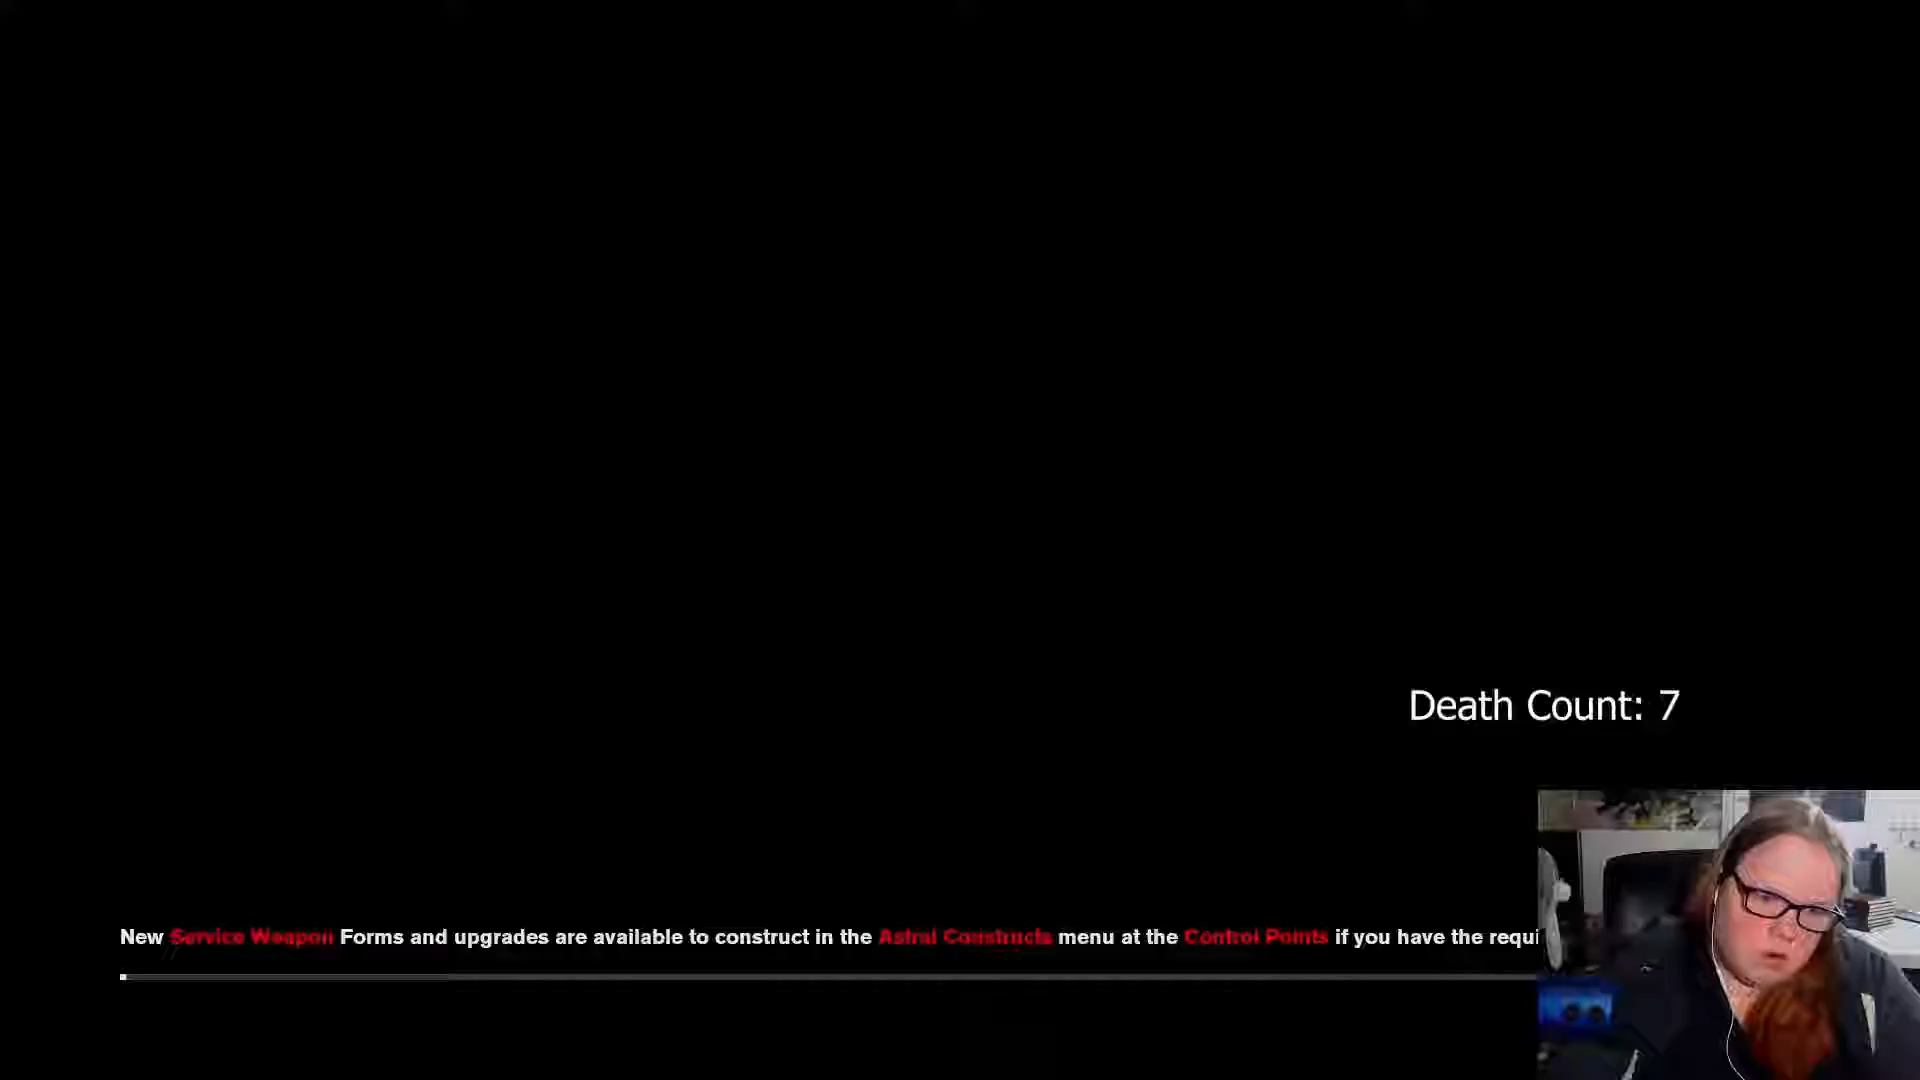 Death Count: 7
New Service Weapon Forms and upgrades are available to construct in the Astral Constructs menu at the Control Points if you have the requi